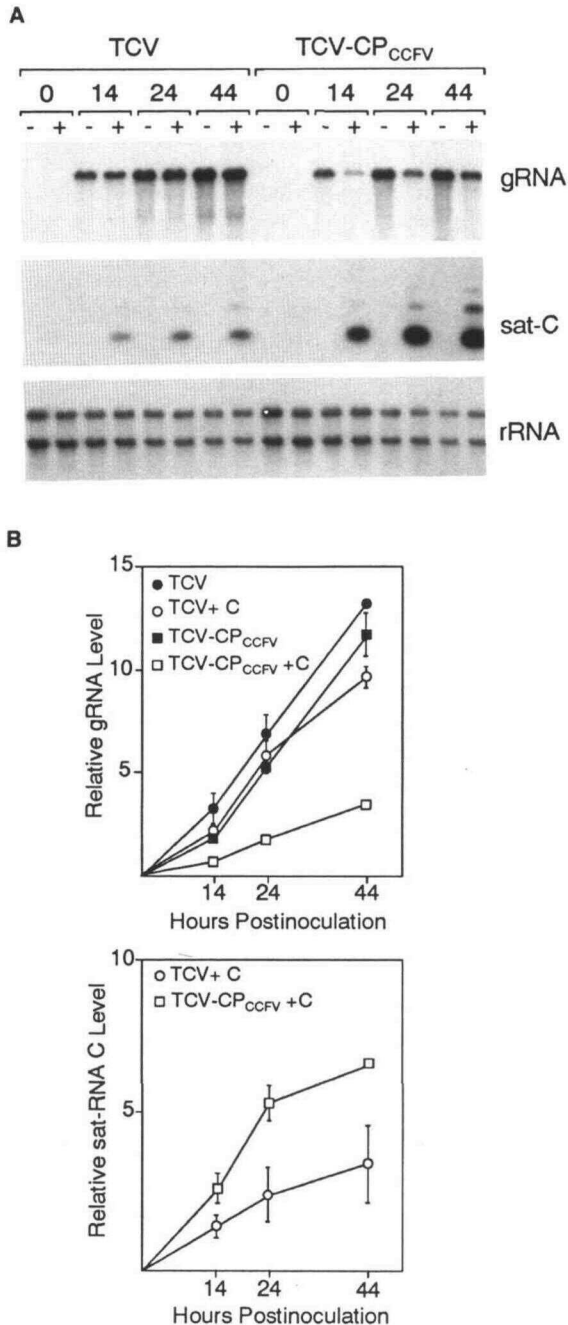 A
TCV TCV-CPCCFV
0 14 24 44 0 14 24 44
- + - + - + - + - + - + - + - +
gRNA
sat-C
rRNA
B
15
10
5
Relative gRNA Level
TCV
TCV+ C
TCV-CPCCFV
TCV-CPCCFV +C
14 24 44
Hours Postinoculation
10
5
Relative sat-RNA C Level
TCV+ C
TCV-CPCCFV +C
14 24 44
Hours Postinoculation